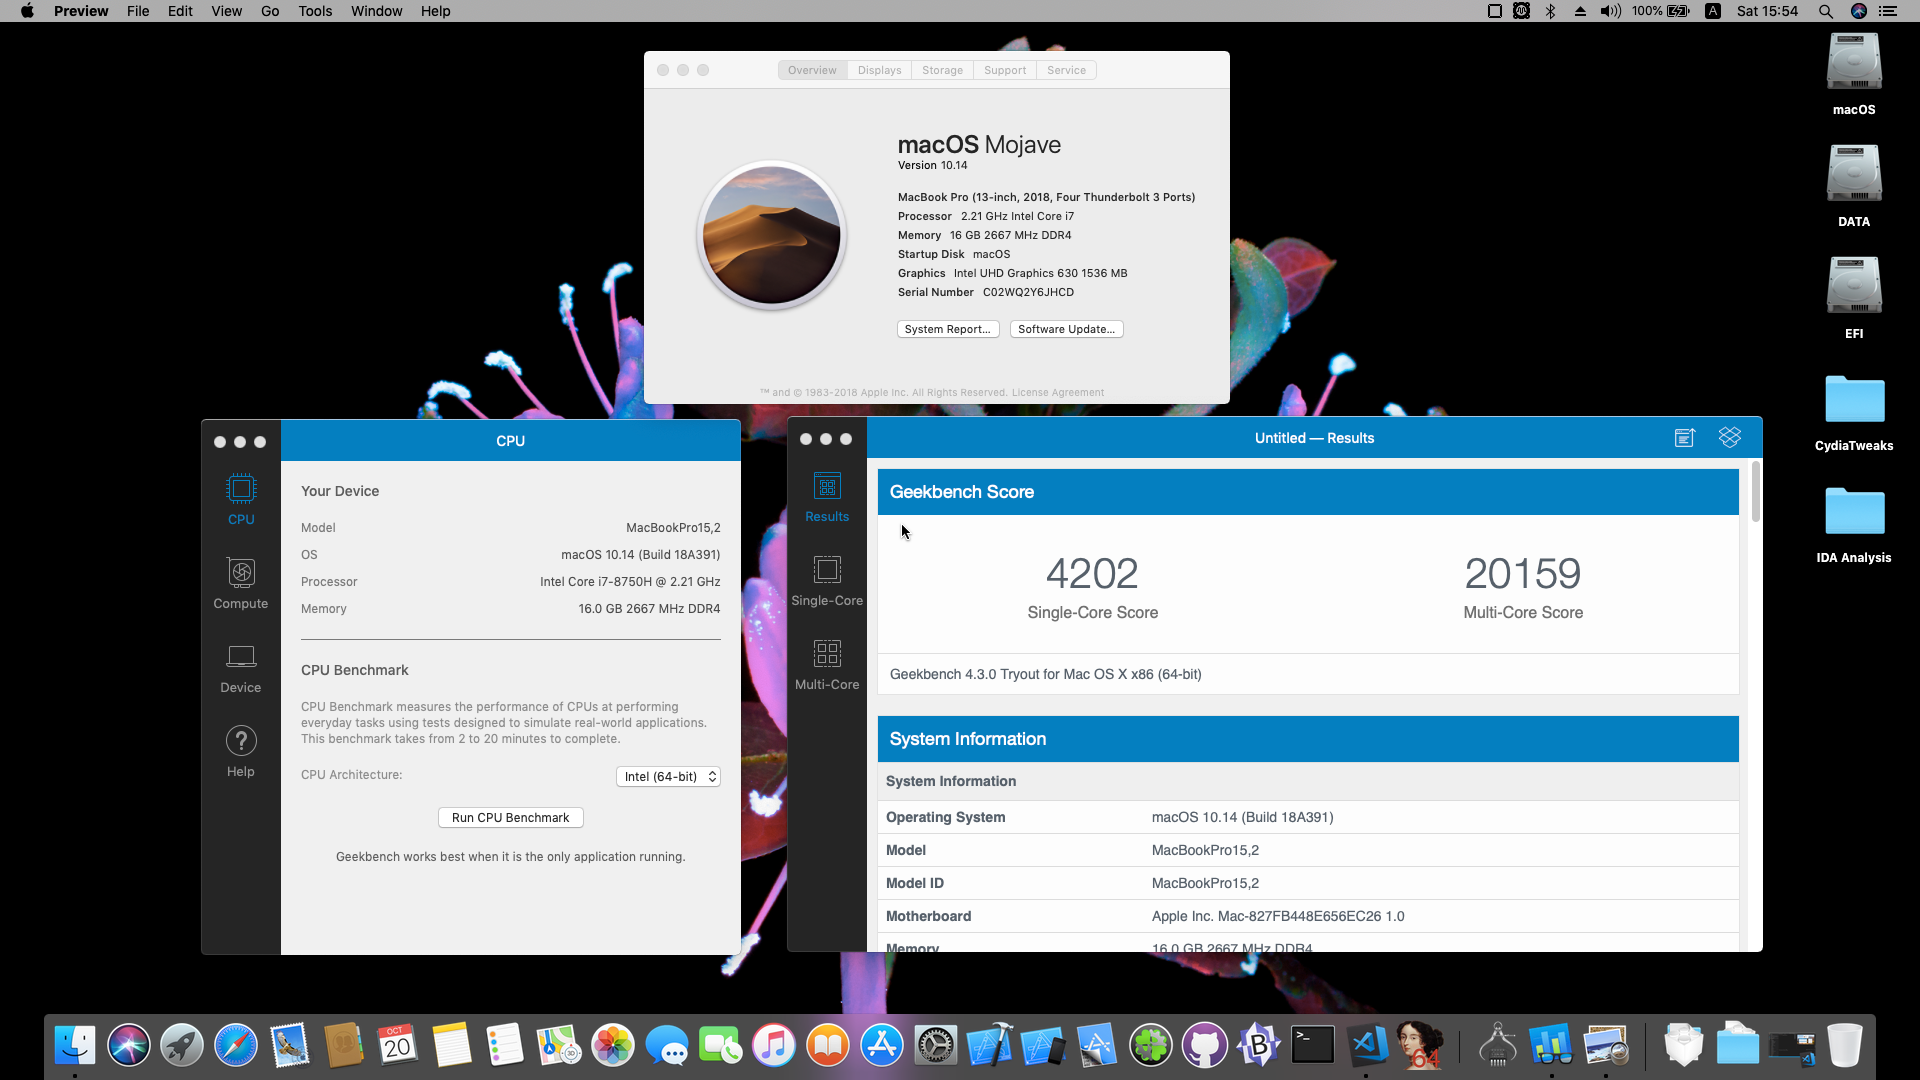 Preview File Edit View Go Tools Window Help
100% A Sat 15:54
Overview Displays Storage Support Service
macOS Mojave
Version 10.14
MacBook Pro (13-inch, 2018, Four Thunderbolt 3 Ports)
Processor 2.21 GHz Intel Core i7
Memory 16 GB 2667 MHz DDR4
Startup Disk macOS
Graphics Intel UHD Graphics 630 1536 MB
Serial Number C02WQ2Y6JHCD
System Report... Software Update...
™ and © 1983-2018 Apple Inc. All Rights Reserved. License Agreement
macOS
DATA
EFI
CydiaTweaks
IDA Analysis
CPU
CPU
Compute
Device
Help
Your Device
Model MacBookPro15,2
OS macOS 10.14 (Build 18A391)
Processor Intel Core i7-8750H @ 2.21 GHz
Memory 16.0 GB 2667 MHz DDR4
CPU Benchmark
CPU Benchmark measures the performance of CPUs at performing
everyday tasks using tests designed to simulate real-world applications.
This benchmark takes from 2 to 20 minutes to complete.
CPU Architecture: Intel (64-bit)
Run CPU Benchmark
Geekbench works best when it is the only application running.
Untitled — Results
Results
Single-Core
Multi-Core
Geekbench Score
4202 20159
Single-Core Score Multi-Core Score
Geekbench 4.3.0 Tryout for Mac OS X x86 (64-bit)
System Information
System Information
Operating System macOS 10.14 (Build 18A391)
Model MacBookPro15,2
Model ID MacBookPro15,2
Motherboard Apple Inc. Mac-827FB448E656EC26 1.0
Memory 16.0 GB 2667 MHz DDR4
OCT
20
B
>_
64